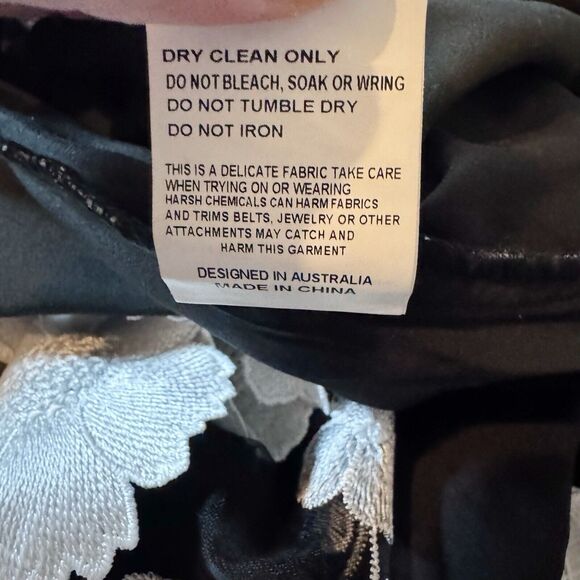 DRY CLEAN ONLY
DO NOT BLEACH, SOAK OR WRING
DO NOT TUMBLE DRY
DO NOT IRON
THIS IS A DELICATE FABRIC TAKE CARE
WHEN TRYING ON OR WEARING
HARSH CHEMICALS CAN HARM FABRICS
AND TRIMS BELTS, JEWELRY OR OTHER
ATTACHMENTS MAY CATCH AND
HARM THIS GARMENT
DESIGNED IN AUSTRALIA
MADE IN CHINA